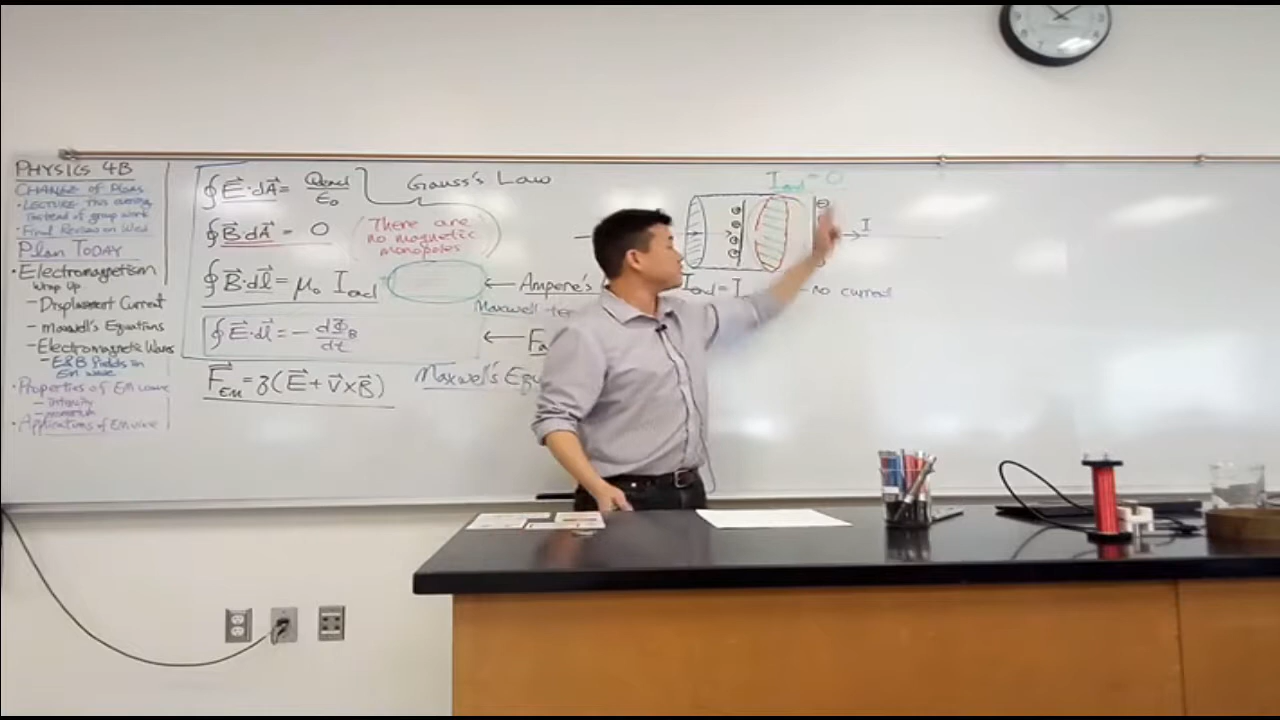 PHYSICS 4B
CHANGE of Plans
• LECTURE this evening,
instead of group work
• Final Review on Wed
Plan TODAY
• Electromagnetism
wrap up
- Displacement Current
- Maxwell's Equations
- Electromagnetic Waves
- E&B fields in
EM wave
• Properties of EM wave
- intensity
- momentum
• Applications of EM wave
∮E⃗·dA⃗ = Qencl/ε₀
Gauss's Law
∮B⃗·dA⃗ = 0
(There are
no magnetic
monopoles)
∮B⃗·dl⃗ = μ₀ Iencl
← Ampere's
Maxwell-te
∮E⃗·dl⃗ = - dΦB/dt
← Fa
F⃗EM = q(E⃗ + v⃗ × B⃗)
Maxwell's Equ
Iencl = 0
I
Iencl = I
no current